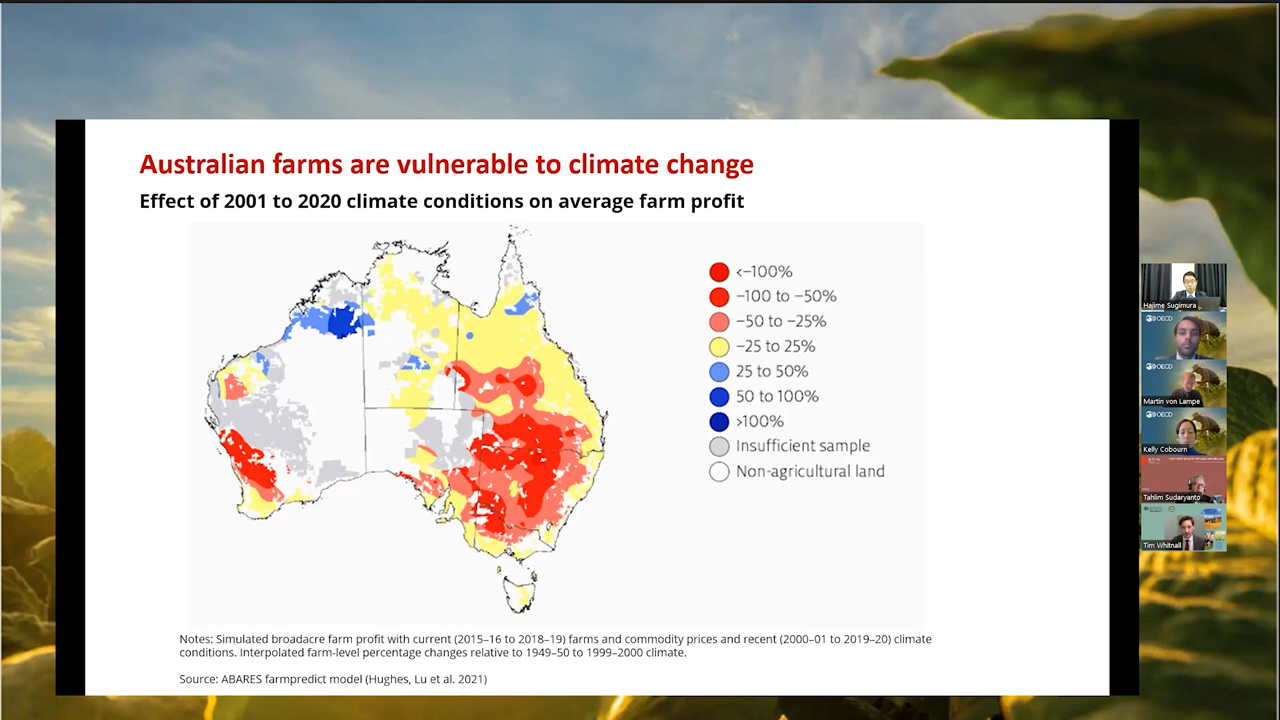 Australian farms are vulnerable to climate change
Effect of 2001 to 2020 climate conditions on average farm profit
<−100%
−100 to −50%
−50 to −25%
−25 to 25%
25 to 50%
50 to 100%
>100%
Insufficient sample
Non-agricultural land
Notes: Simulated broadacre farm profit with current (2015–16 to 2018–19) farms and commodity prices and recent (2000–01 to 2019–20) climate
conditions. Interpolated farm-level percentage changes relative to 1949–50 to 1999–2000 climate.
Source: ABARES farmpredict model (Hughes, Lu et al. 2021)
Hajime Sugimura
OECD
OECD
Martin von Lampe
OECD
Kelly Cobourn
Tahlim Sudaryanto
Tim Whitnall